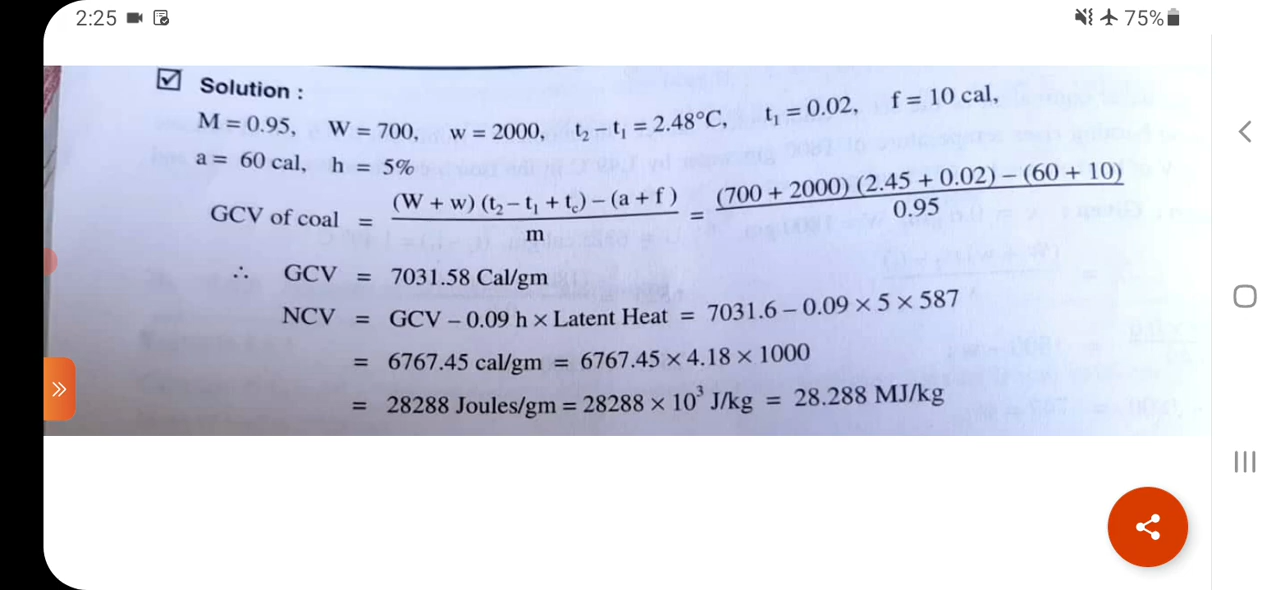 2:25
75%
Solution :
M = 0.95, W = 700, w = 2000, t₂ – t₁ = 2.48°C, t₁ = 0.02, f = 10 cal,
a = 60 cal, h = 5%
GCV of coal = (W + w) (t₂ – t₁ + t꜀) – (a + f) / m = (700 + 2000) (2.45 + 0.02) – (60 + 10) / 0.95
∴ GCV = 7031.58 Cal/gm
NCV = GCV – 0.09 h × Latent Heat = 7031.6 – 0.09 × 5 × 587
= 6767.45 cal/gm = 6767.45 × 4.18 × 1000
= 28288 Joules/gm = 28288 × 10³ J/kg = 28.288 MJ/kg